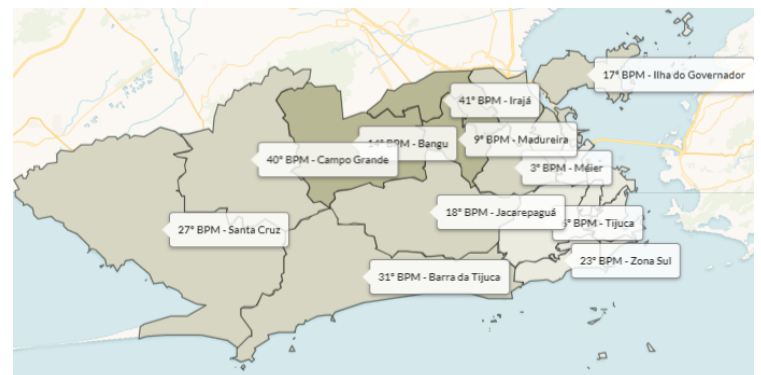 17º BPM - Ilha do Governador
41º BPM - Irajá
9º BPM - Madureira
BPM - Bangu
40º BPM - Campo Grande
3º BPM - Méier
18º BPM - Jacarepaguá
BPM - Tijuca
27º BPM - Santa Cruz
23º BPM - Zona Sul
31º BPM - Barra da Tijuca